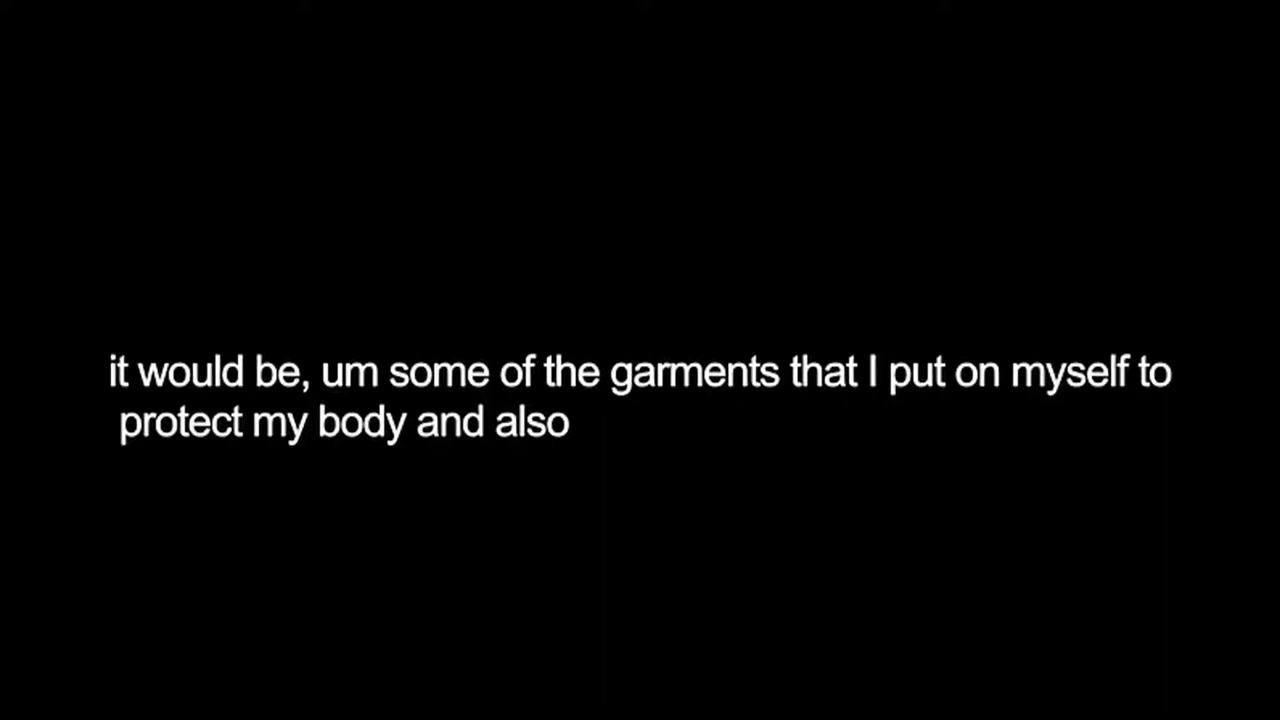 it would be, um some of the garments that I put on myself to
protect my body and also